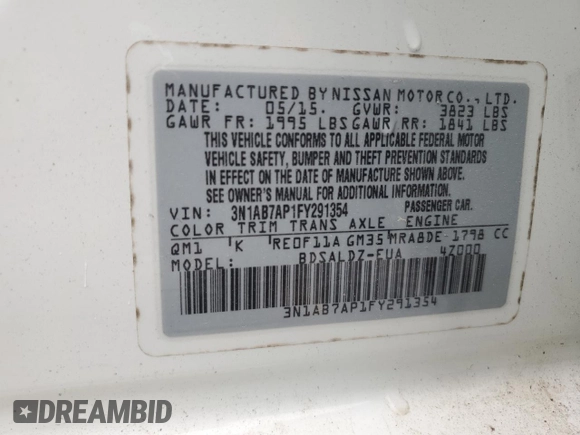 MANUFACTURED BY NISSAN MOTOR CO., LTD.
DATE: 05/15. GVWR: 3823 LBS
GAWR FR: 1995 LBS GAWR RR: 1841 LBS
THIS VEHICLE CONFORMS TO ALL APPLICABLE FEDERAL MOTOR
VEHICLE SAFETY, BUMPER AND THEFT PREVENTION STANDARDS
IN EFFECT ON THE DATE OF MANUFACTURE SHOWN ABOVE.
SEE OWNER'S MANUAL FOR ADDITIONAL INFORMATION.
VIN: 3N1AB7AP1FY291354 PASSENGER CAR.
COLOR TRIM TRANS AXLE ENGINE
QM1 K RE0F11A GM35 MRA8DE 1798 CC
MODEL: BDSALDZ-EUA 4Z000
3N1AB7AP1FY291354
DREAMBID